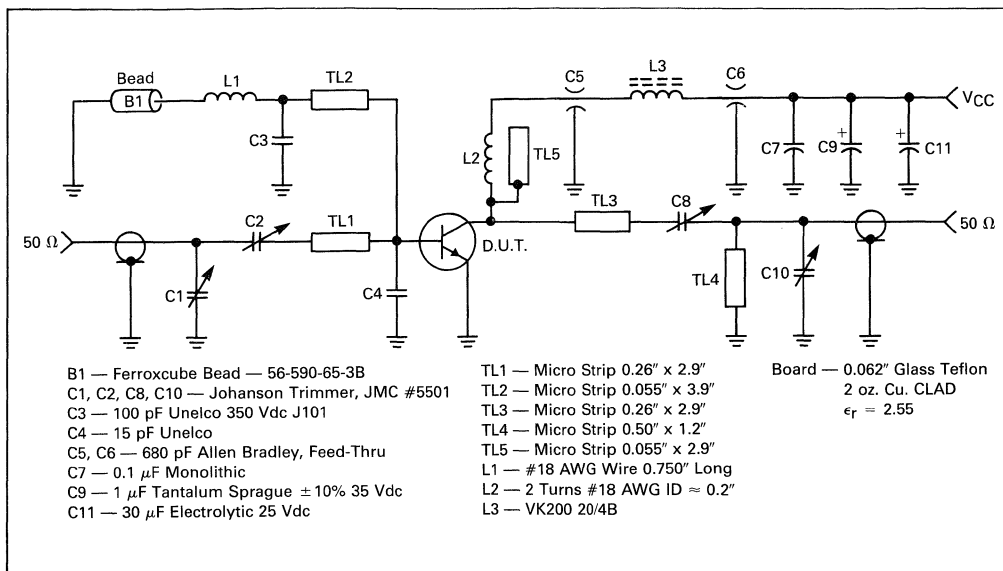 Bead
B1
L1
TL2
C3
C5
L3
C6
VCC
L2
TL5
C7
C9
+
+
C11
50 Ω
C2
TL1
D.U.T.
TL3
C8
50 Ω
C1
C4
TL4
C10
B1 — Ferroxcube Bead — 56-590-65-3B
C1, C2, C8, C10 — Johanson Trimmer, JMC #5501
C3 — 100 pF Unelco 350 Vdc J101
C4 — 15 pF Unelco
C5, C6 — 680 pF Allen Bradley, Feed-Thru
C7 — 0.1 μF Monolithic
C9 — 1 μF Tantalum Sprague ±10% 35 Vdc
C11 — 30 μF Electrolytic 25 Vdc
TL1 — Micro Strip 0.26″ x 2.9″
TL2 — Micro Strip 0.055″ x 3.9″
TL3 — Micro Strip 0.26″ x 2.9″
TL4 — Micro Strip 0.50″ x 1.2″
TL5 — Micro Strip 0.055″ x 2.9″
L1 — #18 AWG Wire 0.750″ Long
L2 — 2 Turns #18 AWG ID ≈ 0.2″
L3 — VK200 20/4B
Board — 0.062″ Glass Teflon
2 oz. Cu. CLAD
εr = 2.55